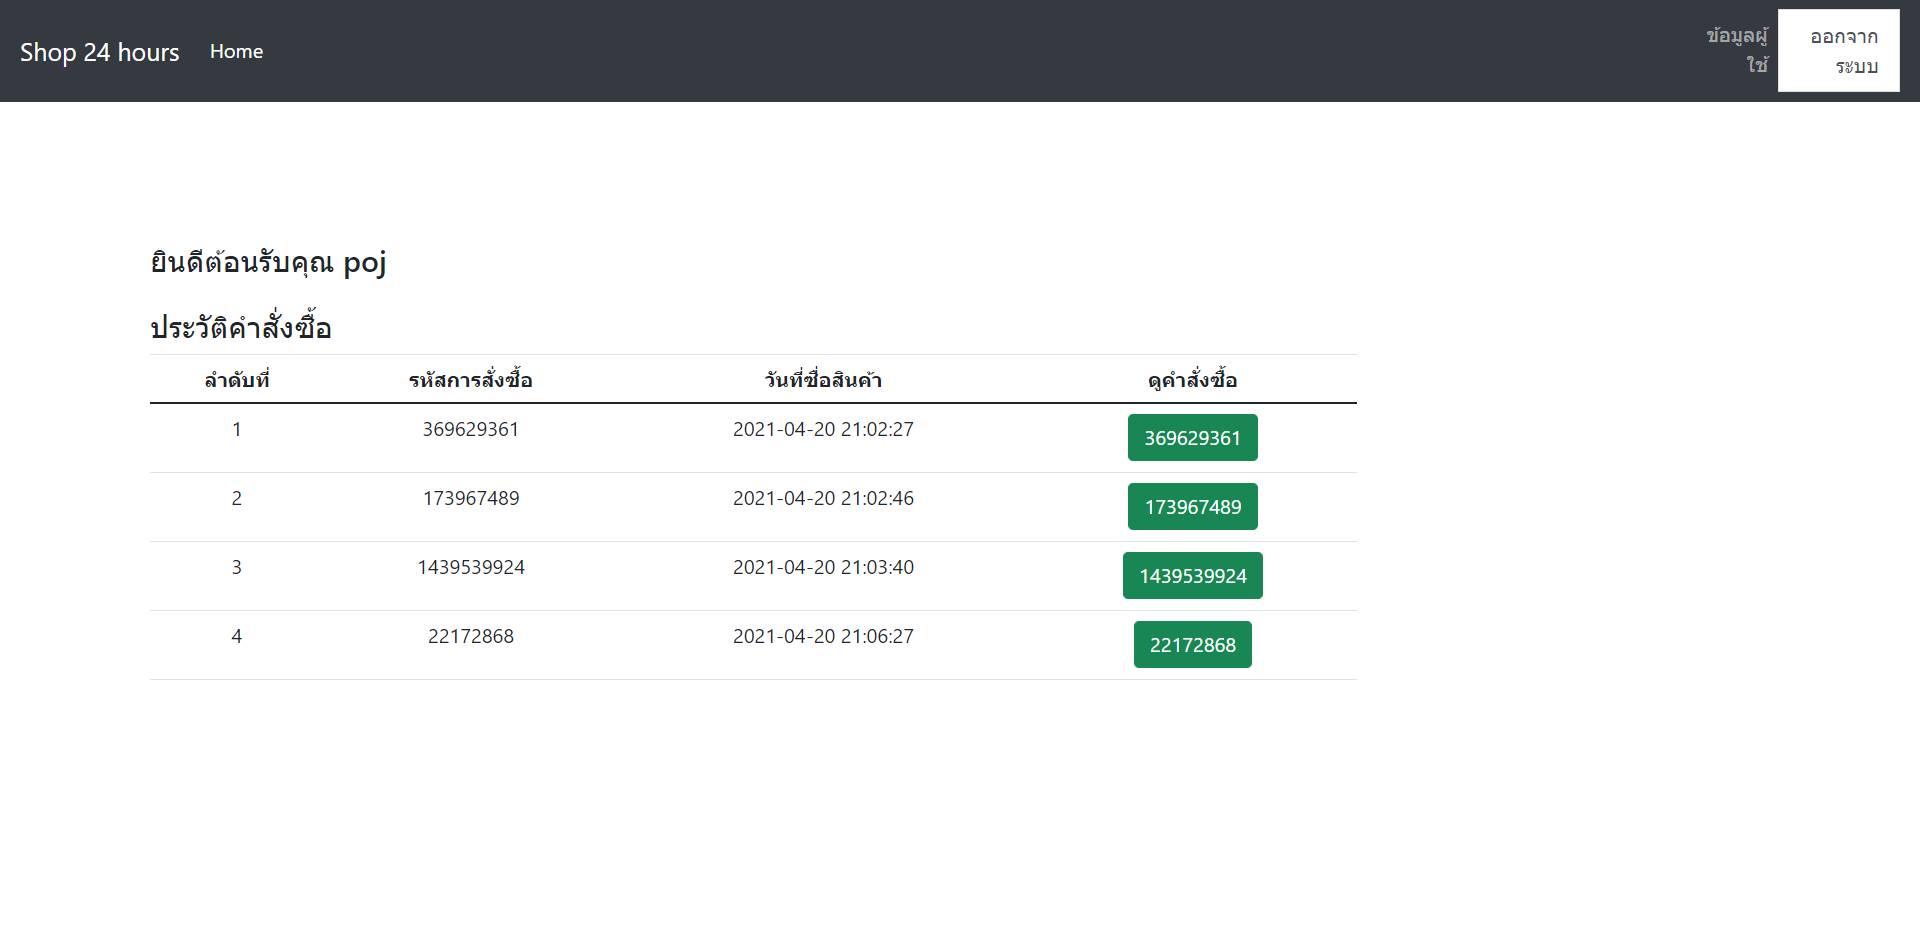 Shop 24 hours Home ข้อมูลผู้
ใช้
ออกจาก
ระบบ
ยินดีต้อนรับคุณ poj
ประวัติคำสั่งซื้อ
ลำดับที่ รหัสการสั่งซื้อ วันที่ซื่อสินค้า ดูคำสั่งซื้อ
1 369629361 2021-04-20 21:02:27 369629361
2 173967489 2021-04-20 21:02:46 173967489
3 1439539924 2021-04-20 21:03:40 1439539924
4 22172868 2021-04-20 21:06:27 22172868